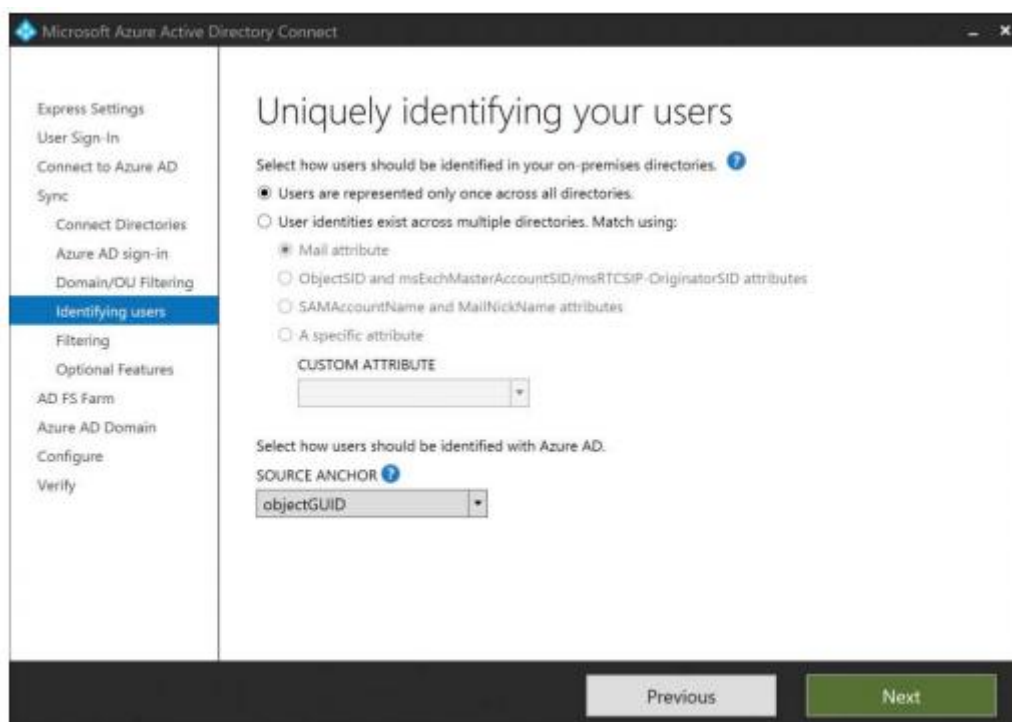 Microsoft Azure Active Directory Connect
Express Settings
User Sign-In
Connect to Azure AD
Sync
Connect Directories
Azure AD sign-in
Domain/OU Filtering
Identifying users
Filtering
Optional Features
AD FS Farm
Azure AD Domain
Configure
Verify
Uniquely identifying your users
Select how users should be identified in your on-premises directories. ?
Users are represented only once across all directories.
User identities exist across multiple directories. Match using:
Mail attribute
ObjectSID and msExchMasterAccountSID/msRTCSIP-OriginatorSID attributes
SAMAccountName and MailNickName attributes
A specific attribute
CUSTOM ATTRIBUTE
Select how users should be identified with Azure AD.
SOURCE ANCHOR ?
objectGUID
Previous
Next